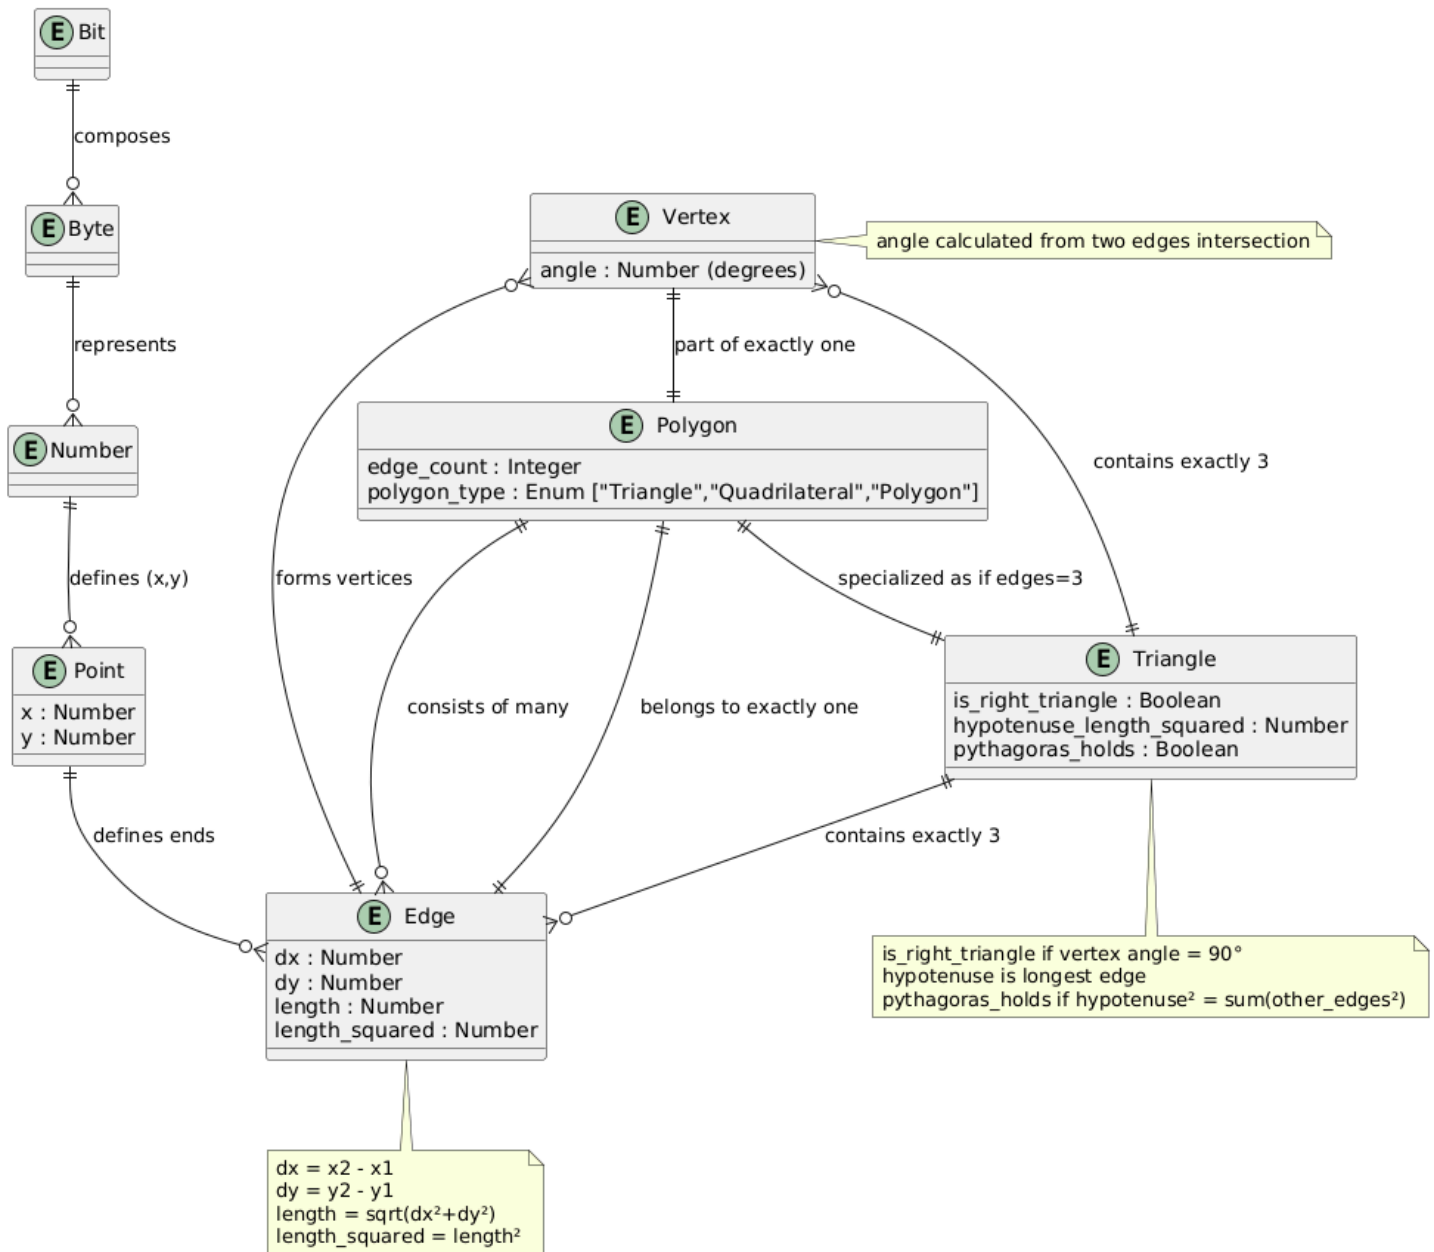 E Bit
composes
E Byte
E Vertex
angle calculated from two edges intersection
angle : Number (degrees)
represents
part of exactly one
E Number
E Polygon
edge_count : Integer
polygon_type : Enum ["Triangle","Quadrilateral","Polygon"]
contains exactly 3
defines (x,y)
forms vertices
specialized as if edges=3
E Point
x : Number
y : Number
E Triangle
is_right_triangle : Boolean
hypotenuse_length_squared : Number
pythagoras_holds : Boolean
consists of many
belongs to exactly one
defines ends
contains exactly 3
E Edge
dx : Number
dy : Number
length : Number
length_squared : Number
is_right_triangle if vertex angle = 90°
hypotenuse is longest edge
pythagoras_holds if hypotenuse² = sum(other_edges²)
dx = x2 - x1
dy = y2 - y1
length = sqrt(dx²+dy²)
length_squared = length²